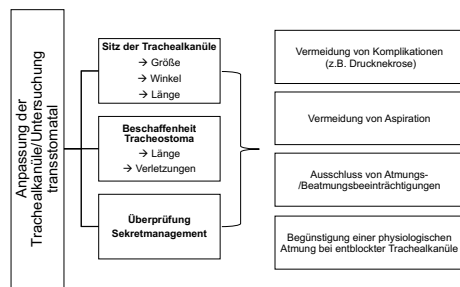 Anpassung der
Trachealkanüle/Untersuchung
transstomatal
Sitz der Trachealkanüle
→ Größe
→ Winkel
→ Länge
Beschaffenheit
Tracheostoma
→ Länge
→ Verletzungen
Überprüfung
Sekretmanagement
Vermeidung von Komplikationen
(z.B. Drucknekrose)
Vermeidung von Aspiration
Ausschluss von Atmungs-
/Beatmungsbeeinträchtigungen
Begünstigung einer physiologischen
Atmung bei entblockter Trachealkanüle